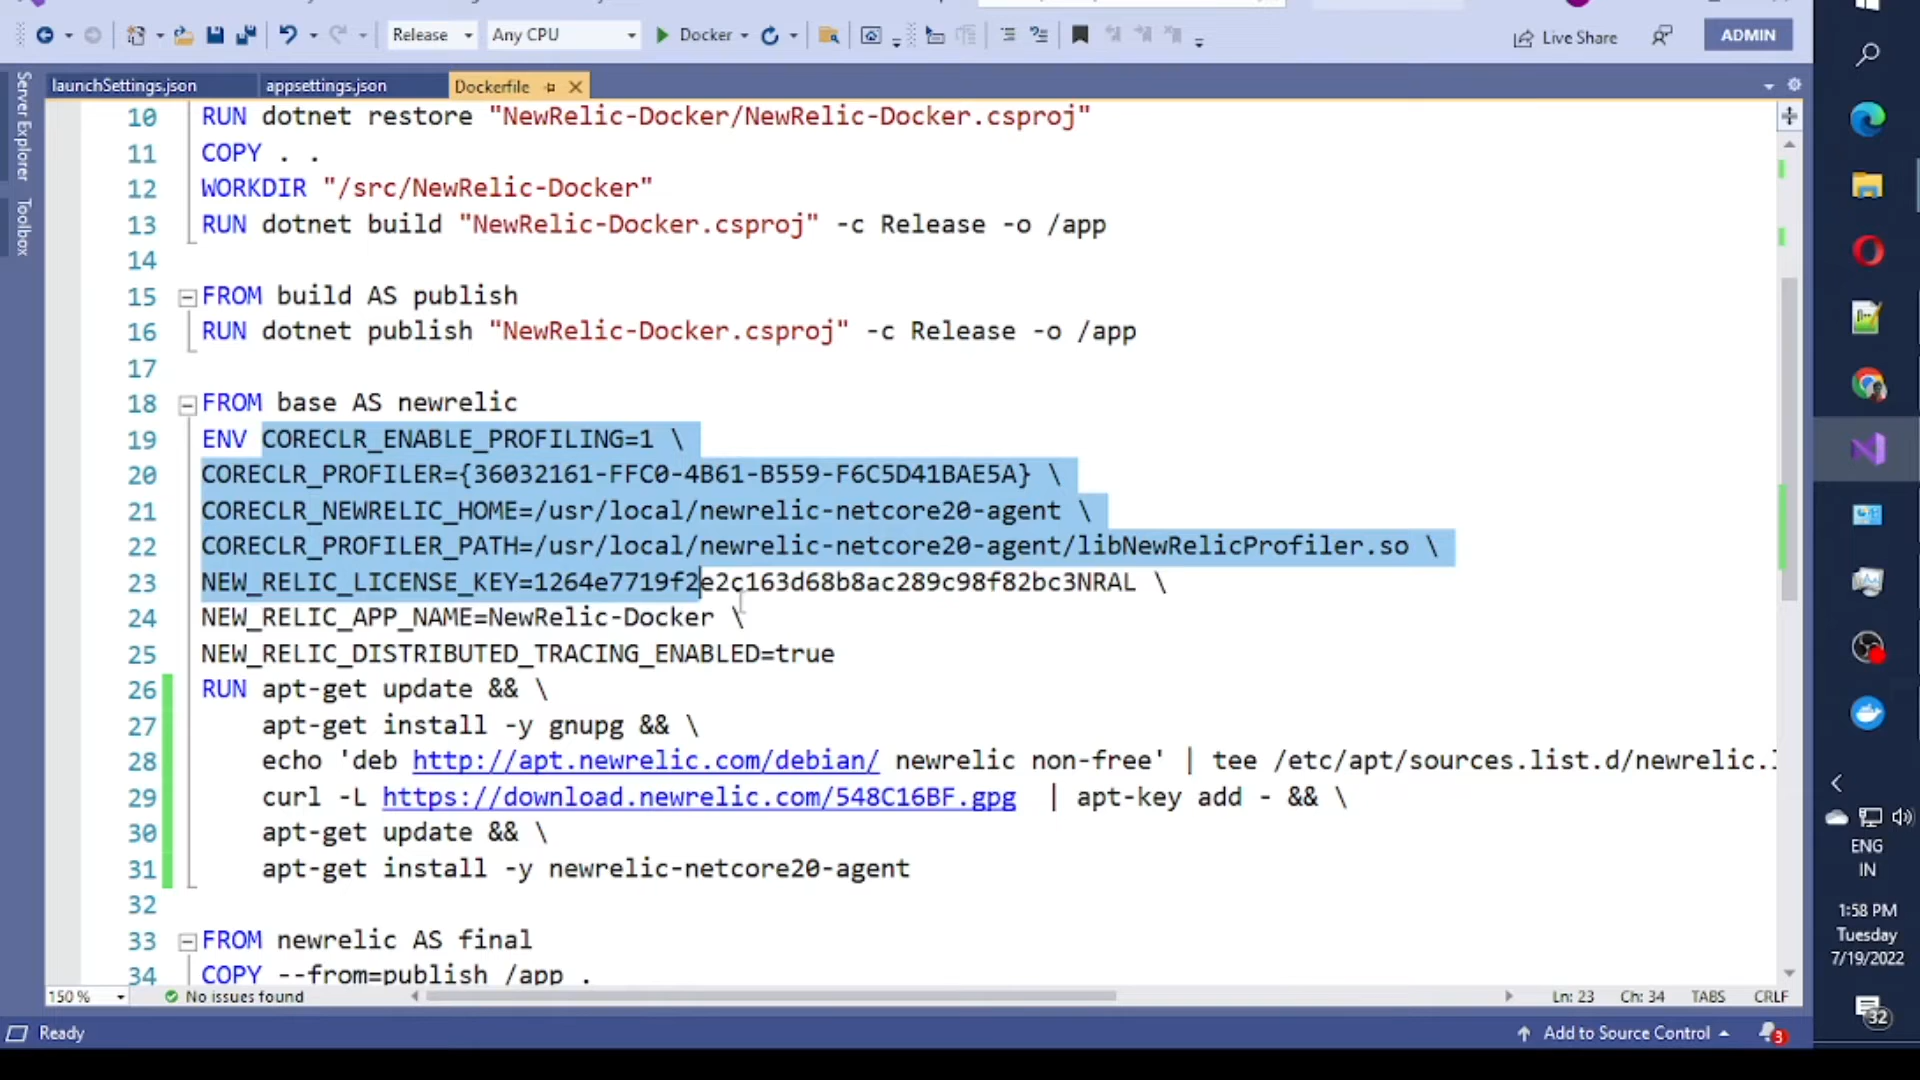 Release
Any CPU
Docker
Live Share
ADMIN
launchSettings.json
appsettings.json
Dockerfile
Server Explorer
Toolbox
10 RUN dotnet restore "NewRelic-Docker/NewRelic-Docker.csproj"
11 COPY . .
12 WORKDIR "/src/NewRelic-Docker"
13 RUN dotnet build "NewRelic-Docker.csproj" -c Release -o /app
14
15 FROM build AS publish
16 RUN dotnet publish "NewRelic-Docker.csproj" -c Release -o /app
17
18 FROM base AS newrelic
19 ENV CORECLR_ENABLE_PROFILING=1 \
20 CORECLR_PROFILER={36032161-FFC0-4B61-B559-F6C5D41BAE5A} \
21 CORECLR_NEWRELIC_HOME=/usr/local/newrelic-netcore20-agent \
22 CORECLR_PROFILER_PATH=/usr/local/newrelic-netcore20-agent/libNewRelicProfiler.so \
23 NEW_RELIC_LICENSE_KEY=1264e7719f2e2c163d68b8ac289c98f82bc3NRAL \
24 NEW_RELIC_APP_NAME=NewRelic-Docker \
25 NEW_RELIC_DISTRIBUTED_TRACING_ENABLED=true
26 RUN apt-get update && \
27 apt-get install -y gnupg && \
28 echo 'deb http://apt.newrelic.com/debian/ newrelic non-free' | tee /etc/apt/sources.list.d/newrelic.
29 curl -L https://download.newrelic.com/548C16BF.gpg | apt-key add - && \
30 apt-get update && \
31 apt-get install -y newrelic-netcore20-agent
32
33 FROM newrelic AS final
34 COPY --from=publish /app .
150 %
No issues found
Ln: 23
Ch: 34
TABS
CRLF
Ready
Add to Source Control
3
ENG
IN
1:58 PM
Tuesday
7/19/2022
32